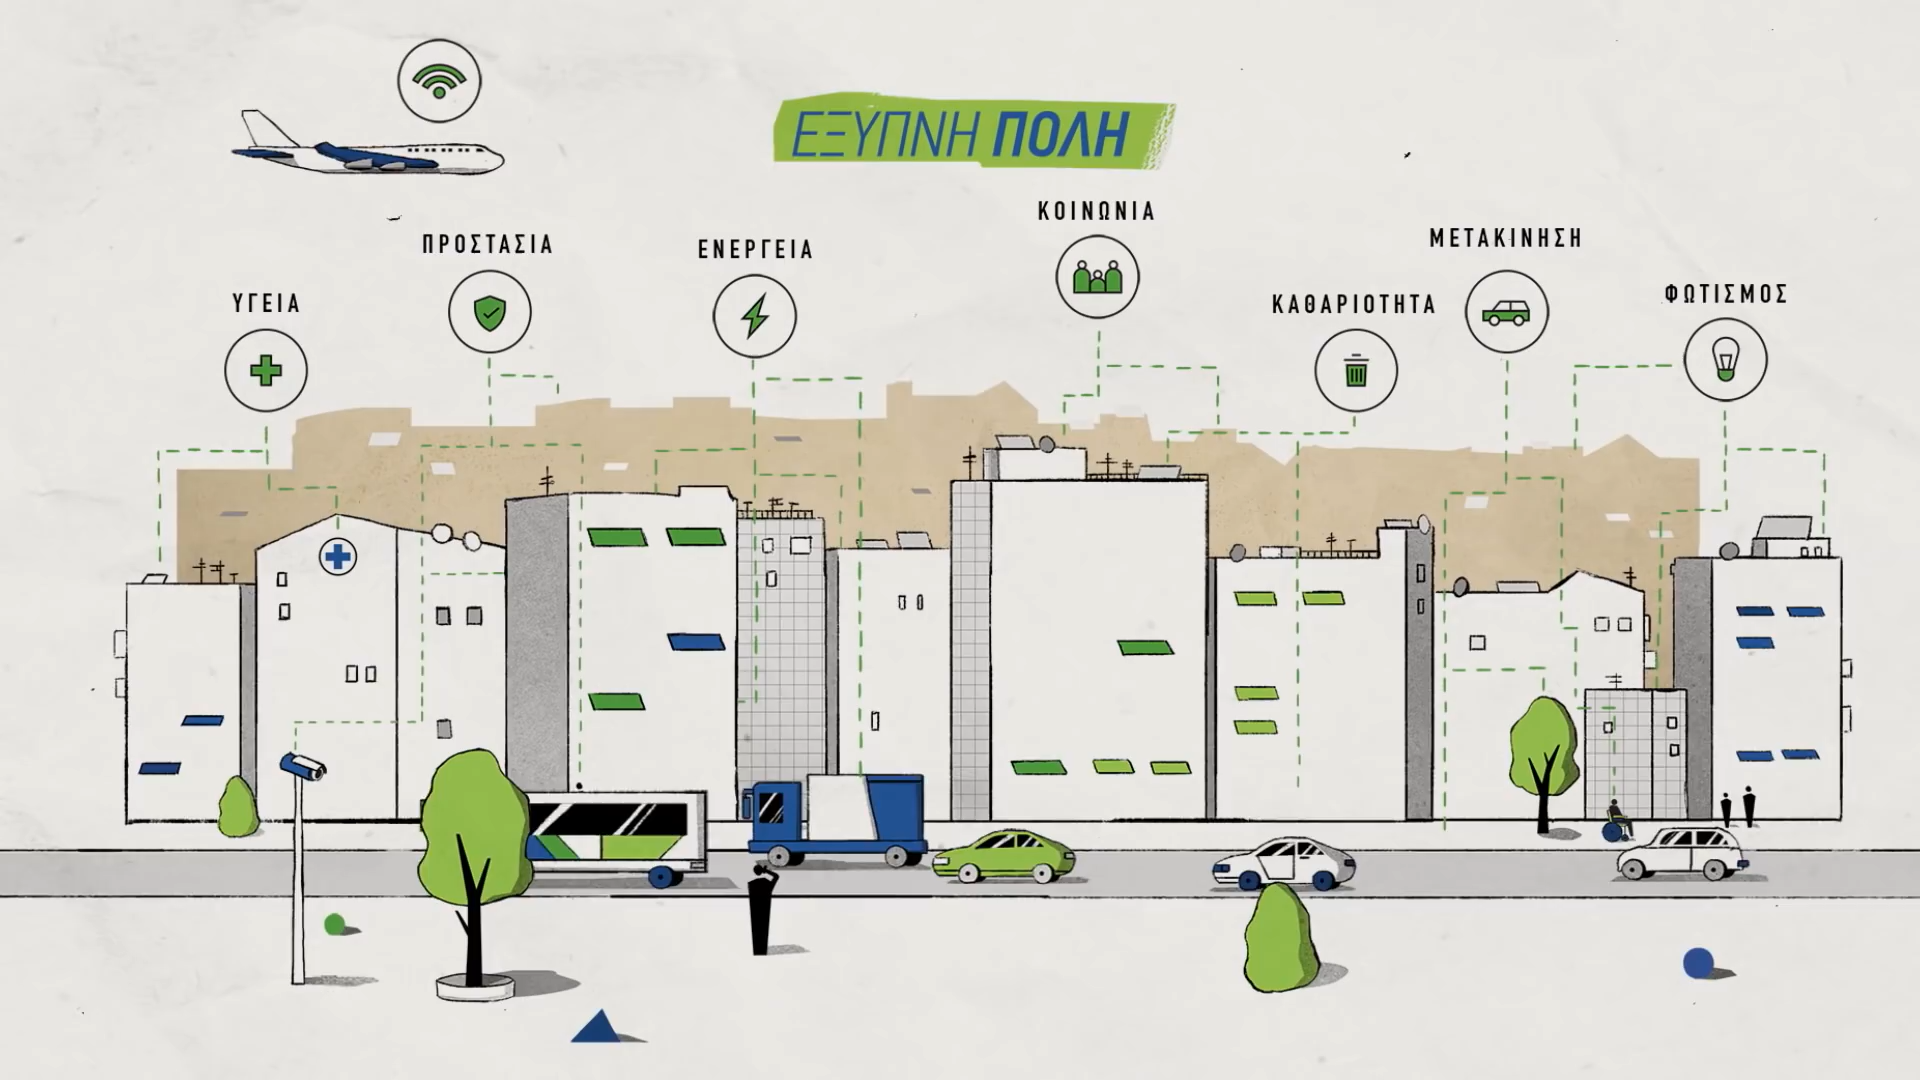 ΕΞΥΠΝΗ ΠΟΛΗ
ΥΓΕΙΑ
ΠΡΟΣΤΑΣΙΑ
ΕΝΕΡΓΕΙΑ
ΚΟΙΝΩΝΙΑ
ΚΑΘΑΡΙΟΤΗΤΑ
ΜΕΤΑΚΙΝΗΣΗ
ΦΩΤΙΣΜΟΣ